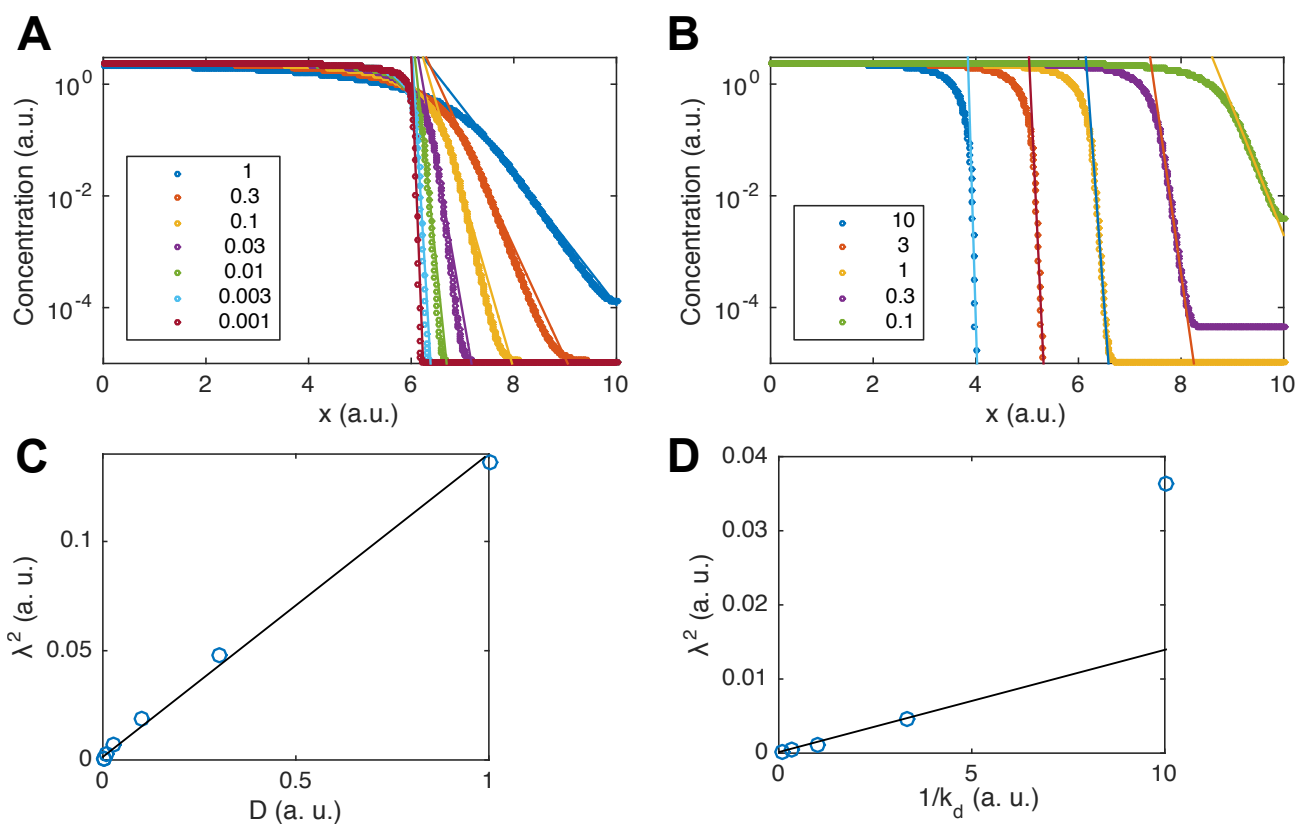 A
Concentration (a.u.)
10^0
10^-2
10^-4
1
0.3
0.1
0.03
0.01
0.003
0.001
0 2 4 6 8 10
x (a.u.)
B
Concentration (a.u.)
10^0
10^-2
10^-4
10
3
1
0.3
0.1
0 2 4 6 8 10
x (a.u.)
C
λ^2 (a. u.)
0.1
0.05
0
0 0.5 1
D (a. u.)
D
λ^2 (a. u.)
0.04
0.03
0.02
0.01
0
0 5 10
1/k_d (a. u.)